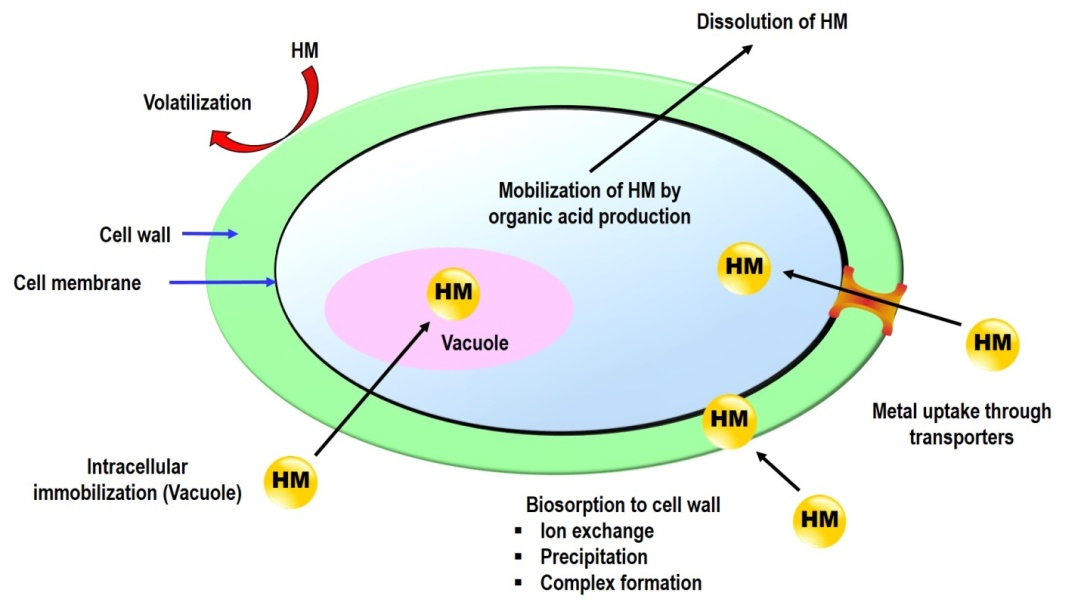 Dissolution of HM
HM
Volatilization
Mobilization of HM by
organic acid production
Cell wall
Cell membrane
HM
HM
Vacuole
HM
HM
Metal uptake through
transporters
Intracellular
immobilization (Vacuole)
HM
Biosorption to cell wall
▪ Ion exchange
▪ Precipitation
▪ Complex formation
HM